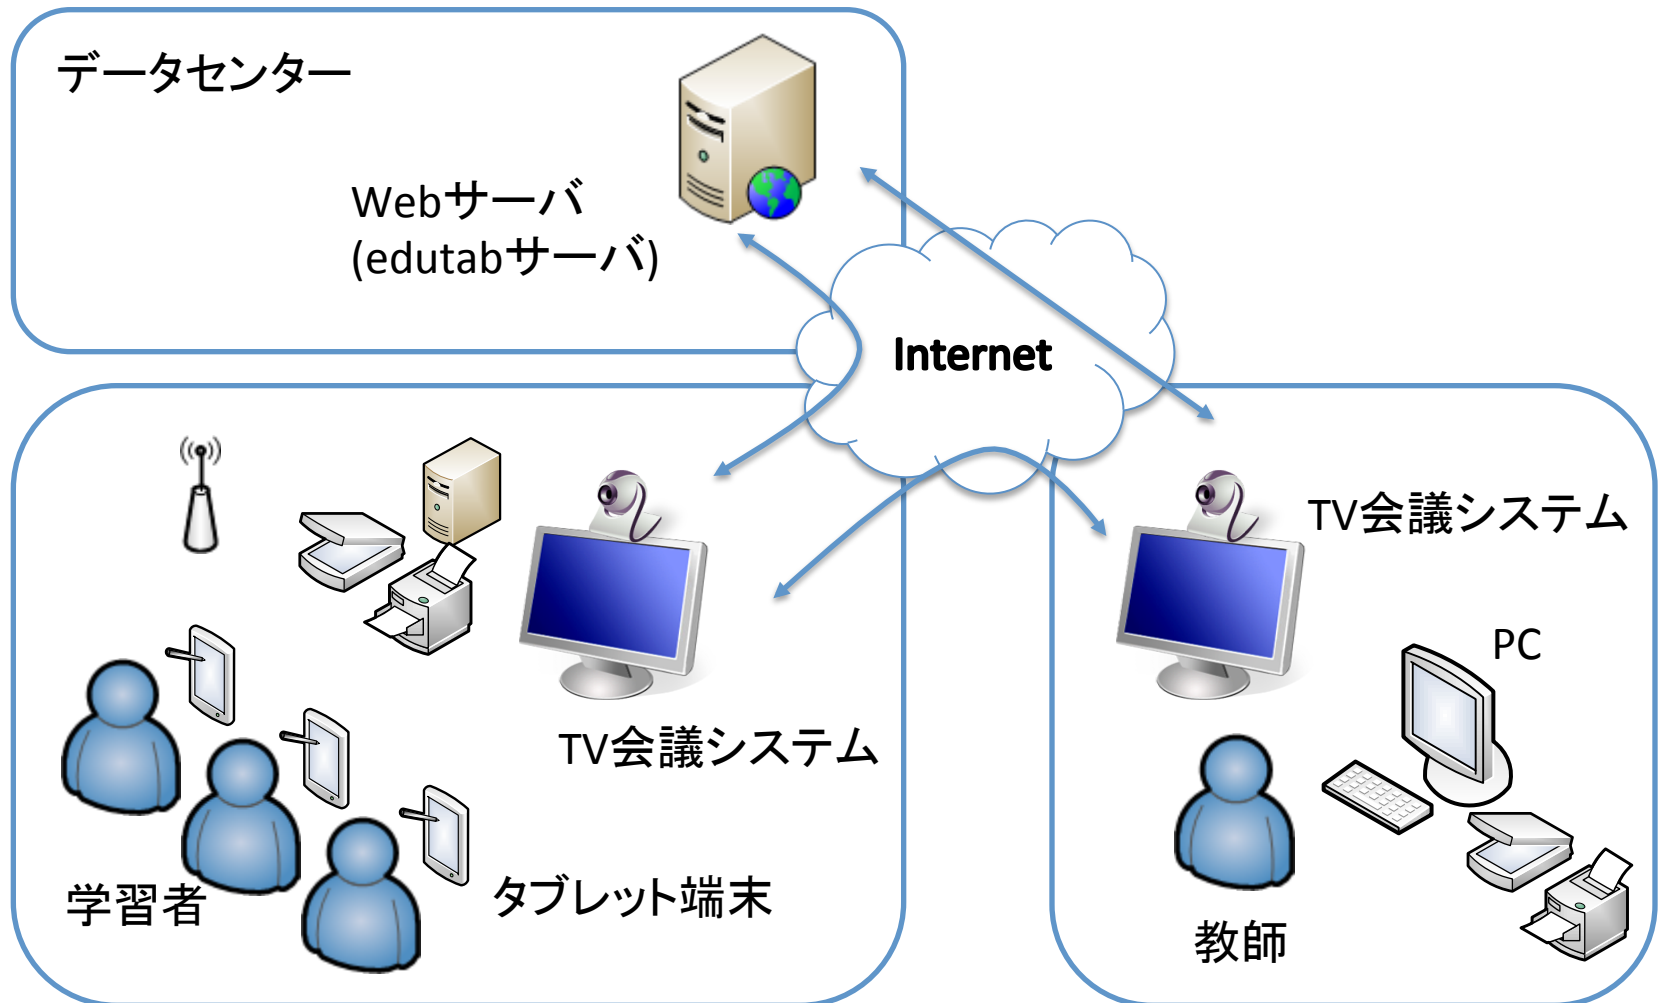 データセンター
Webサーバ
(edutabサーバ)
Internet
TV会議システム
PC
TV会議システム
学習者
タブレット端末
教師